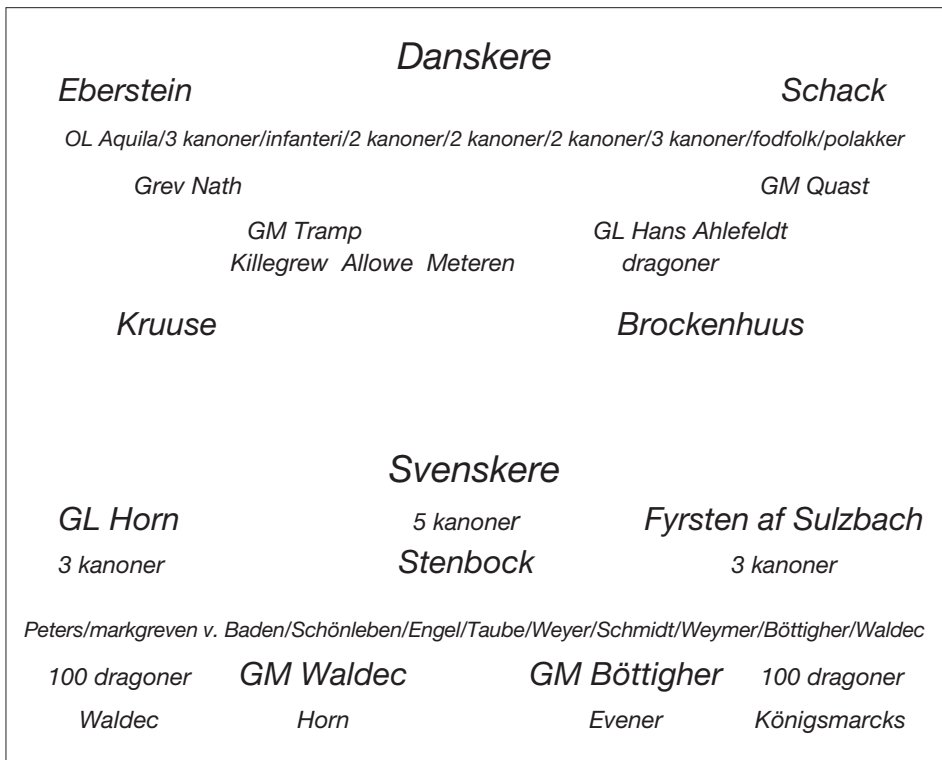 Danskere
Eberstein Schack
OL Aquila/3 kanoner/infanteri/2 kanoner/2 kanoner/2 kanoner/3 kanoner/fodfolk/polakker
Grev Nath GM Quast
GM Tramp GL Hans Ahlefeldt
Killegrew Allowe Meteren dragoner
Kruuse Brockenhuus
Svenskere
GL Horn 5 kanoner Fyrsten af Sulzbach
3 kanoner Stenbock 3 kanoner
Peters/markgreven v. Baden/Schönleben/Engel/Taube/Weyer/Schmidt/Weymer/Böttigher/Waldec
100 dragoner GM Waldec GM Böttigher 100 dragoner
Waldec Horn Evener Königsmarcks